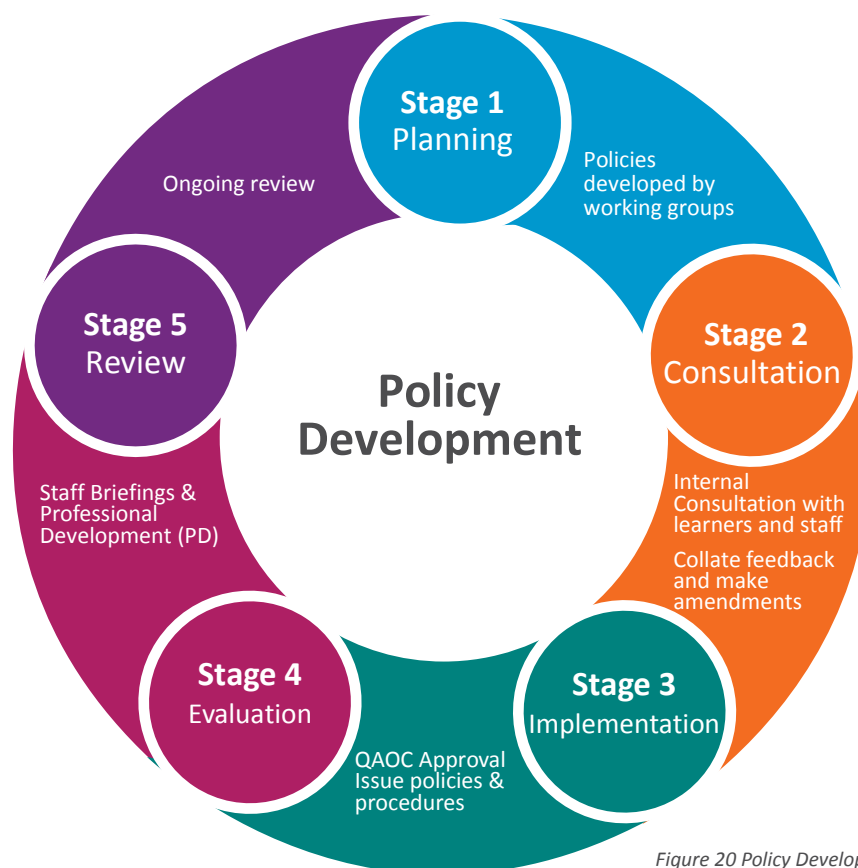 Stage 1
Planning
Policies
developed by
working groups
Stage 2
Consultation
Internal
Consultation with
learners and staff
Collate feedback
and make
amendments
Stage 3
Implementation
QAOC Approval
Issue policies &
procedures
Stage 4
Evaluation
Staff Briefings &
Professional
Development (PD)
Stage 5
Review
Ongoing review
Policy
Development
Figure 20 Policy Develop